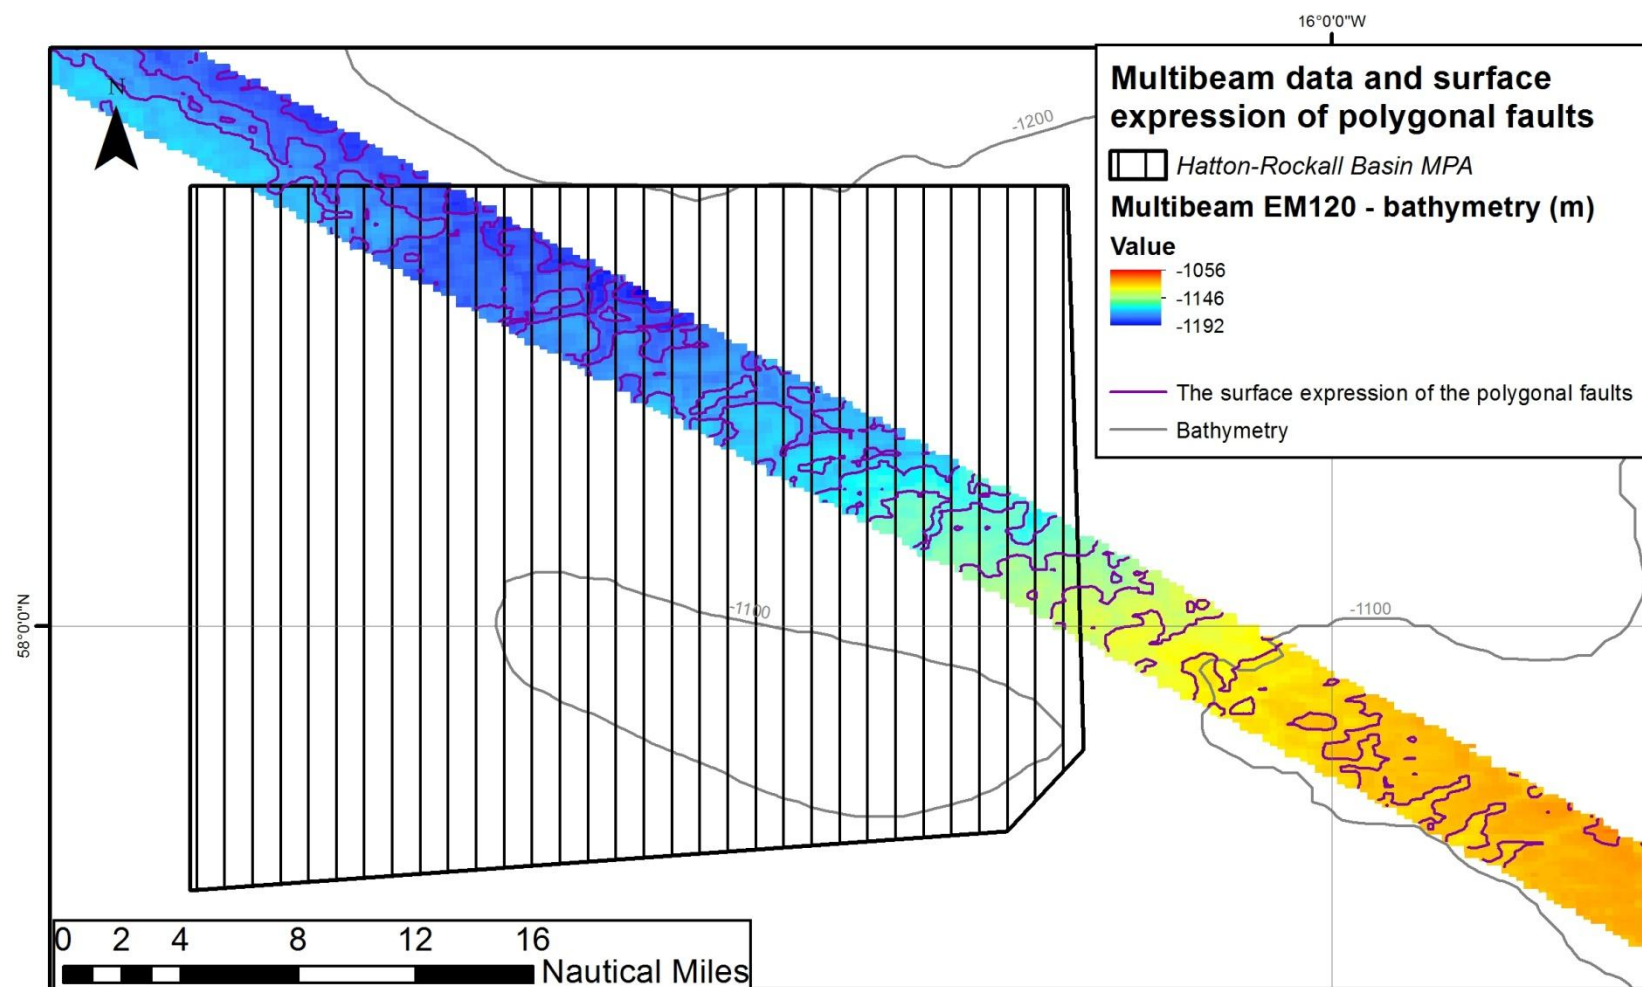 16°0'0"W
N
Multibeam data and surface
expression of polygonal faults
Hatton-Rockall Basin MPA
Multibeam EM120 - bathymetry (m)
Value
-1056
-1146
-1192
The surface expression of the polygonal faults
Bathymetry
-1200
58°0'0"N
-1100
-1100
0 2 4 8 12 16
Nautical Miles